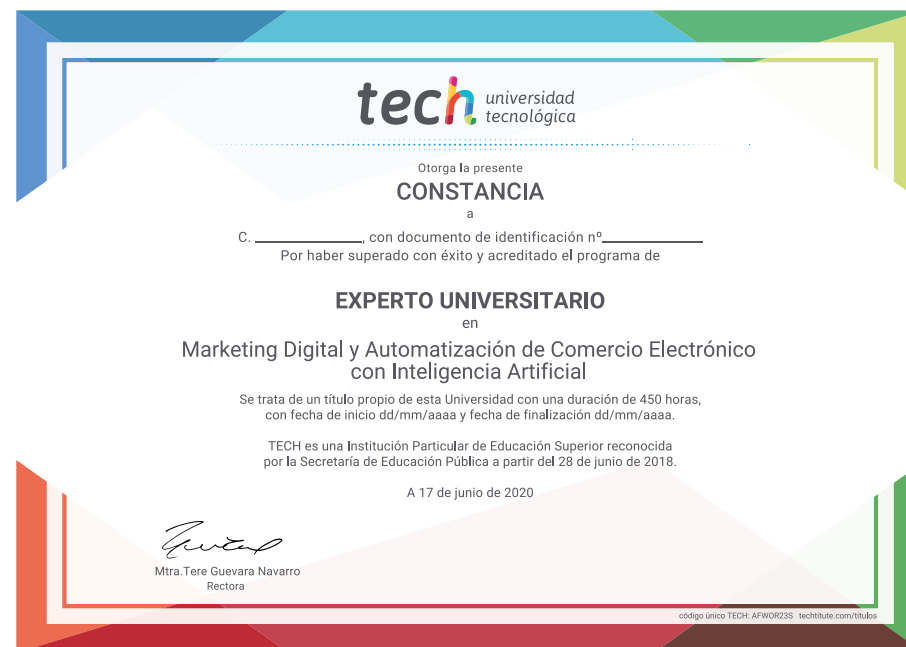 tech universidad
tecnológica
Otorga la presente
CONSTANCIA
a
C. ____________, con documento de identificación nº____________
Por haber superado con éxito y acreditado el programa de
EXPERTO UNIVERSITARIO
en
Marketing Digital y Automatización de Comercio Electrónico
con Inteligencia Artificial
Se trata de un título propio de esta Universidad con una duración de 450 horas,
con fecha de inicio dd/mm/aaaa y fecha de finalización dd/mm/aaaa.
TECH es una Institución Particular de Educación Superior reconocida
por la Secretaría de Educación Pública a partir del 28 de junio de 2018.
A 17 de junio de 2020
Mtra.Tere Guevara Navarro
Rectora
código único TECH: AFWOR23S techtitute.com/titulos